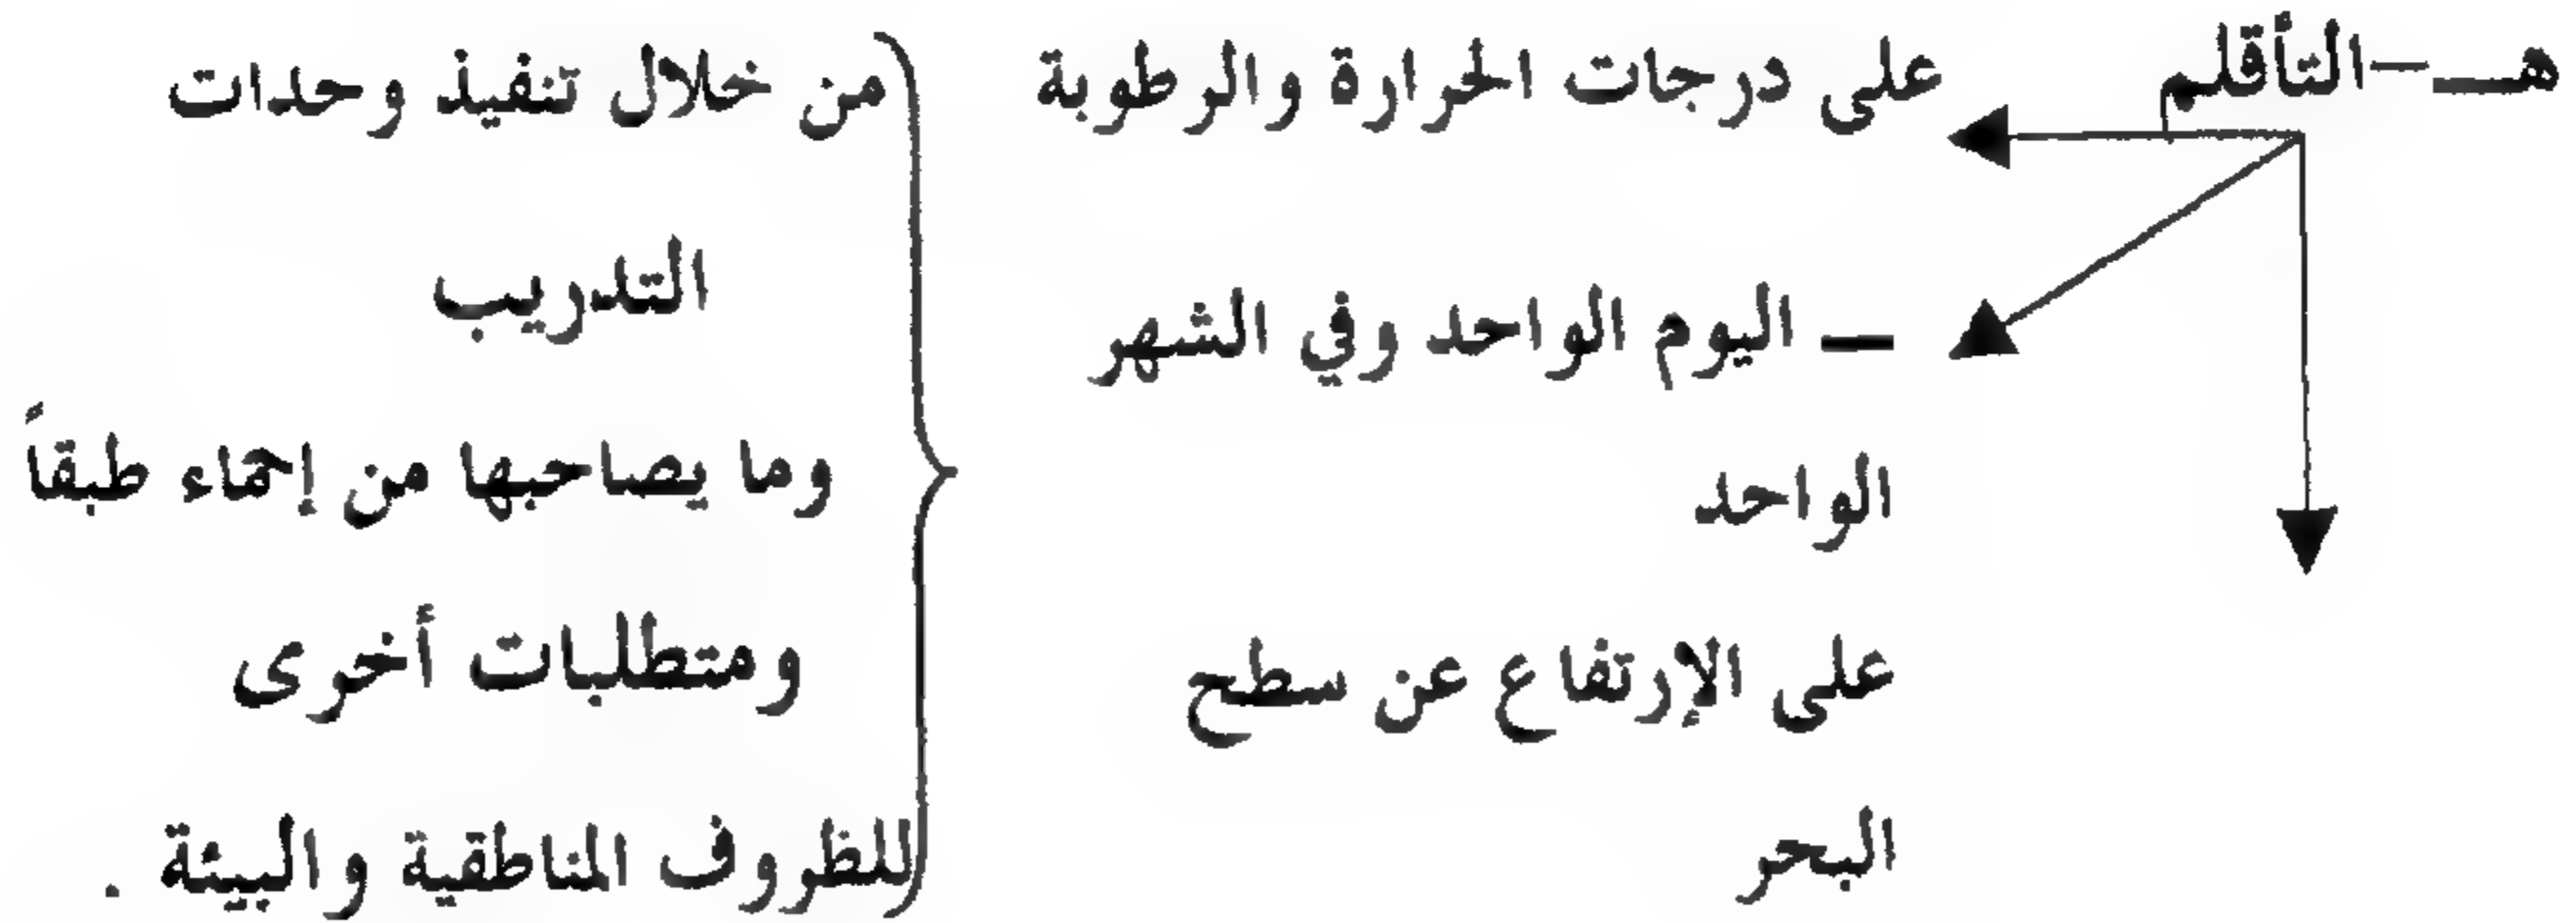 هـــ–التأقلم
على درجات الحرارة والرطوبة
– اليوم الواحد وفي الشهر
الواحد
على الإرتفاع عن سطح
البحر
من خلال تنفيذ وحدات
التدريب
وما يصاحبها من إحماء طبقاً
ومتطلبات أخرى
للظروف المناطقية والبيئة .